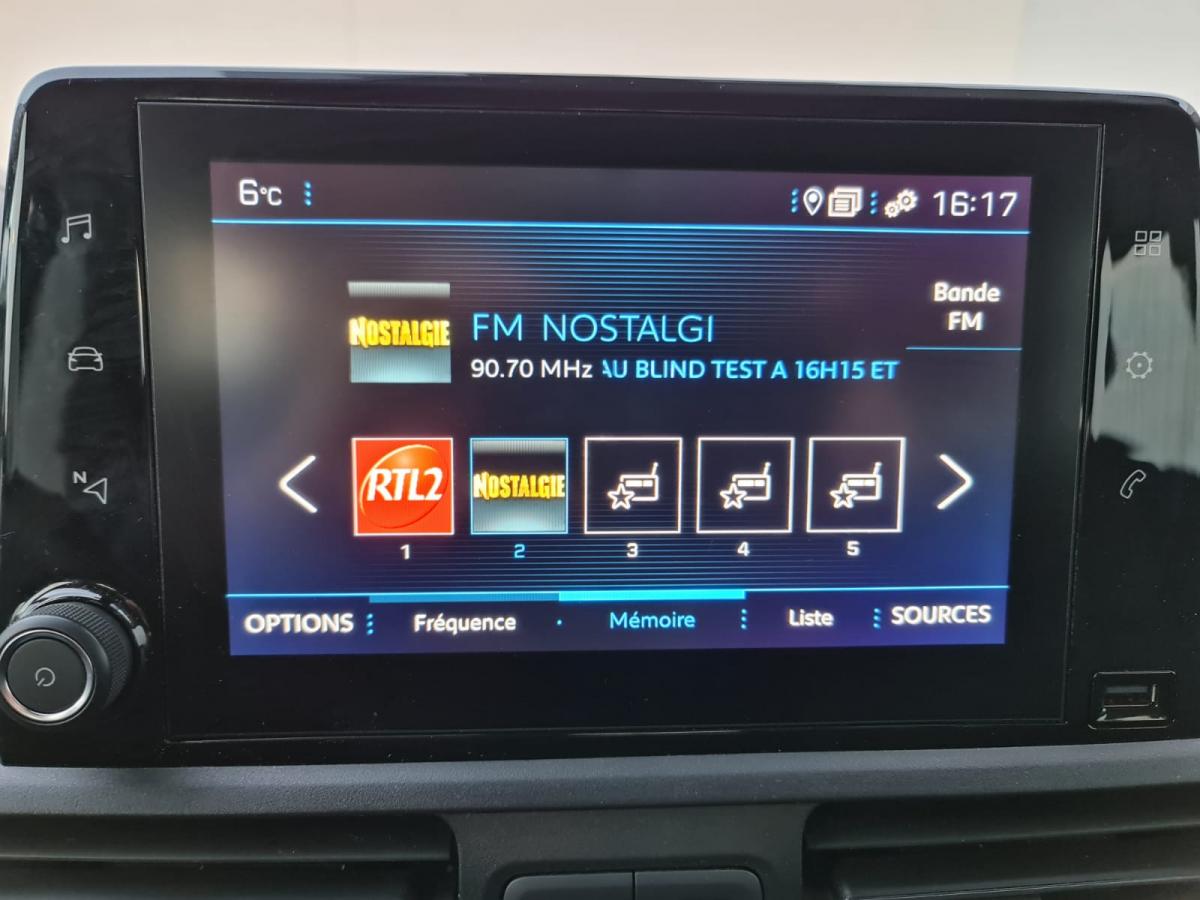 6°C
16:17
Bande
FM
NOSTALGIE
FM NOSTALGI
90.70 MHz AU BLIND TEST A 16H15 ET
N
RTL2
NOSTALGIE
1 2 3 4 5
OPTIONS Fréquence Mémoire Liste SOURCES